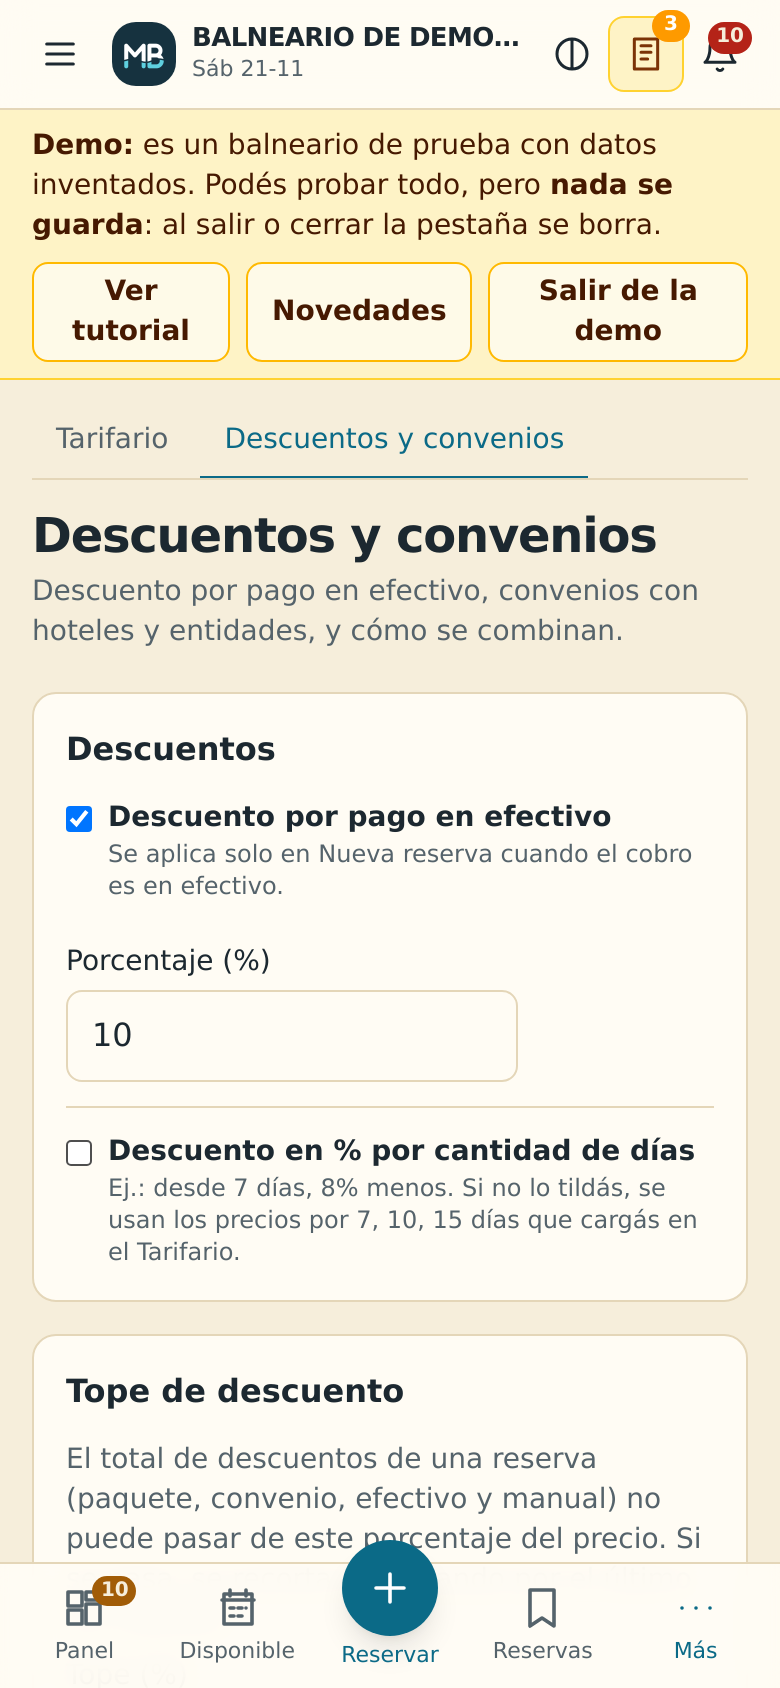 MB
BALNEARIO DE DEMO...
Sáb 21-11
3
10
Demo: es un balneario de prueba con datos
inventados. Podés probar todo, pero nada se
guarda: al salir o cerrar la pestaña se borra.
Ver
tutorial
Novedades
Salir de la
demo
Tarifario
Descuentos y convenios
Descuentos y convenios
Descuento por pago en efectivo, convenios con
hoteles y entidades, y cómo se combinan.
Descuentos
Descuento por pago en efectivo
Se aplica solo en Nueva reserva cuando el cobro
es en efectivo.
Porcentaje (%)
10
Descuento en % por cantidad de días
Ej.: desde 7 días, 8% menos. Si no lo tildás, se
usan los precios por 7, 10, 15 días que cargás en
el Tarifario.
Tope de descuento
El total de descuentos de una reserva
(paquete, convenio, efectivo y manual) no
puede pasar de este porcentaje del precio. Si
10
Panel
Disponible
Reservar
Reservas
Más
Tope (%)